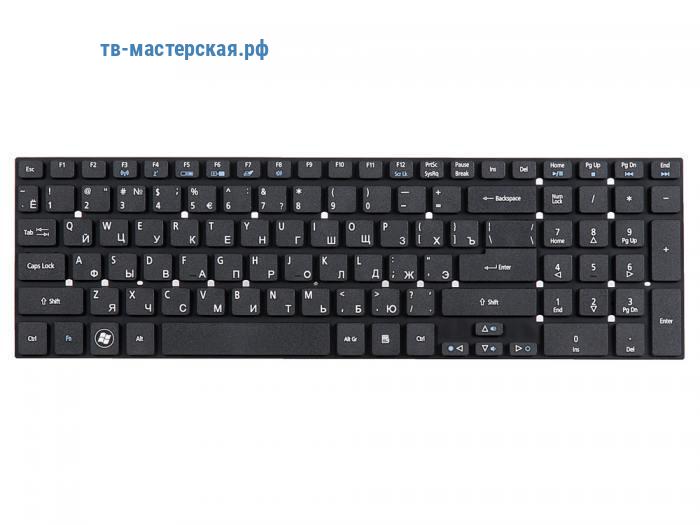 тв-мастерская.рф
Esc F1 F2 F3 F4 F5 F6 F7 F8 F9 F10 F11 F12 Scr Lk PrtSc SysRq Pause Break Ins Del Home Pg Up Pg Dn End
~ ` Ё ! 1 @ " 2 # № 3 $ ; 4 % 5 € ^ : 6 & ? 7 * 8 ( 9 ) 0 _ - + = Backspace Num Lock / * -
Tab Q Й W Ц E У R К T Е Y Н U Г I Ш O Щ P З { [ Х } ] Ъ | \ / 7 Home 8 9 Pg Up +
Caps Lock A Ф S Ы D В F А G П H Р J О K Л L Д : ; Ж " ' Э Enter 4 5 6
Shift Z Я X Ч C С V М B И N Т M Ь < , Б > . Ю ? / . Shift 1 End 2 3 Pg Dn Enter
Ctrl Fn Alt Alt Gr Ctrl 0 Ins . Del